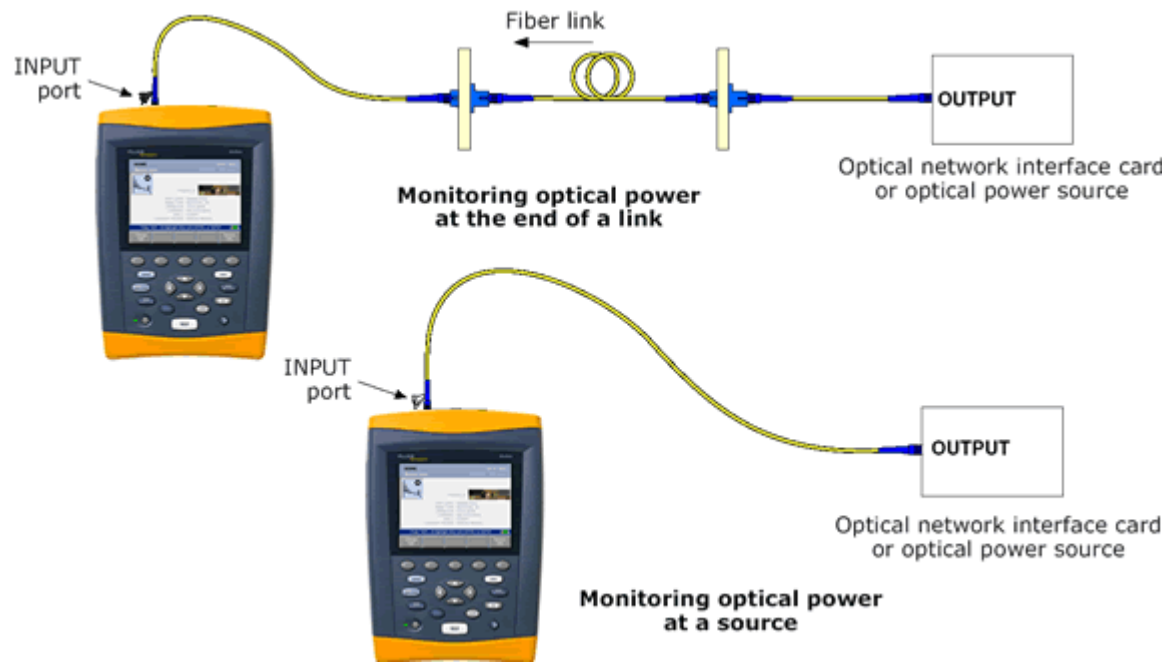 Fiber link
INPUT
port
OUTPUT
Optical network interface card
or optical power source
Monitoring optical power
at the end of a link
INPUT
port
OUTPUT
Optical network interface card
or optical power source
Monitoring optical power
at a source